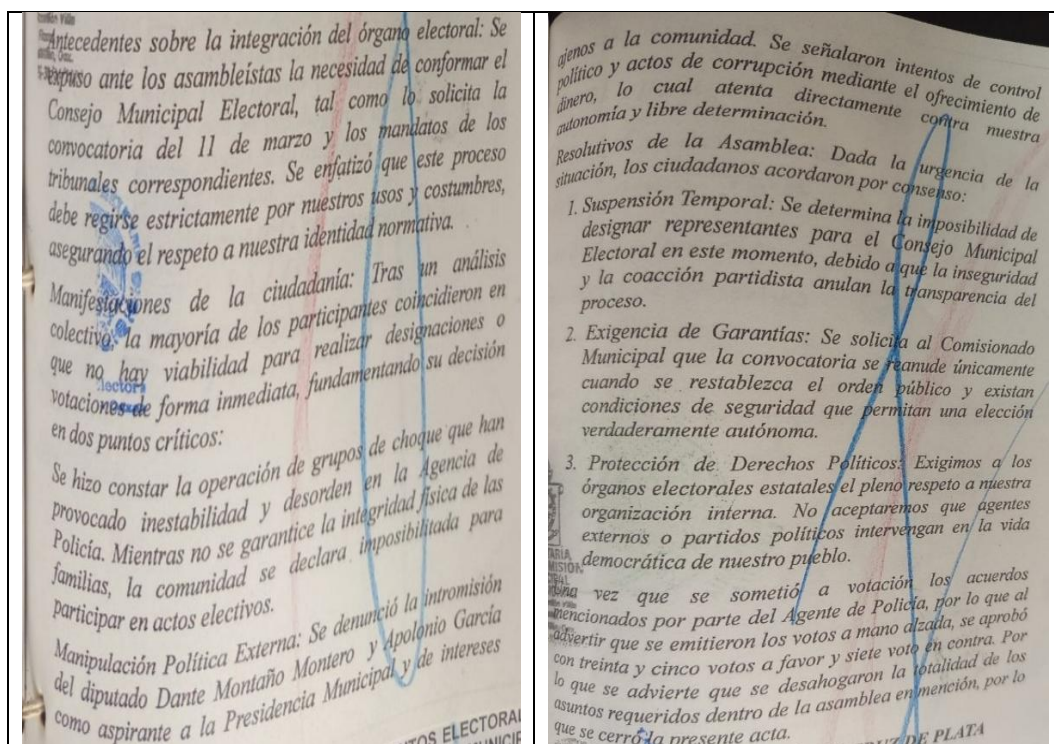 Antecedentes sobre la integración del órgano electoral: Se
expuso ante los asambleístas la necesidad de conformar el
Consejo Municipal Electoral, tal como lo solicita la
convocatoria del 11 de marzo y los mandatos de los
tribunales correspondientes. Se enfatizó que este proceso
debe regirse estrictamente por nuestros usos y costumbres,
asegurando el respeto a nuestra identidad normativa.
Manifestaciones de la ciudadanía: Tras un análisis
colectivo, la mayoría de los participantes coincidieron en
que no hay viabilidad para realizar designaciones o
votaciones de forma inmediata, fundamentando su decisión
en dos puntos críticos:
Se hizo constar la operación de grupos de choque que han
provocado inestabilidad y desorden en la Agencia de
Policía. Mientras no se garantice la integridad física de las
familias, la comunidad se declara imposibilitada para
participar en actos electivos.
Manipulación Política Externa: Se denunció la intromisión
del diputado Dante Montaño Montero y Apolonio García
como aspirante a la Presidencia Municipal y de intereses
ajenos a la comunidad. Se señalaron intentos de control
político y actos de corrupción mediante el ofrecimiento de
dinero, lo cual atenta directamente contra nuestra
autonomía y libre determinación.
Resolutivos de la Asamblea: Dada la urgencia de la
situación, los ciudadanos acordaron por consenso:
1. Suspensión Temporal: Se determina la imposibilidad de
designar representantes para el Consejo Municipal
Electoral en este momento, debido a que la inseguridad
y la coacción partidista anulan la transparencia del
proceso.
2. Exigencia de Garantías: Se solicita al Comisionado
Municipal que la convocatoria se reanude únicamente
cuando se restablezca el orden público y existan
condiciones de seguridad que permitan una elección
verdaderamente autónoma.
3. Protección de Derechos Políticos: Exigimos a los
órganos electorales estatales el pleno respeto a nuestra
organización interna. No aceptaremos que agentes
externos o partidos políticos intervengan en la vida
democrática de nuestro pueblo.
Una vez que se sometió a votación los acuerdos
mencionados por parte del Agente de Policía, por lo que al
advertir que se emitieron los votos a mano alzada, se aprobó
con treinta y cinco votos a favor y siete voto en contra. Por
lo que se advierte que se desahogaron la totalidad de los
asuntos requeridos dentro de la asamblea en mención, por lo
que se cerró la presente acta.
DE PLATA